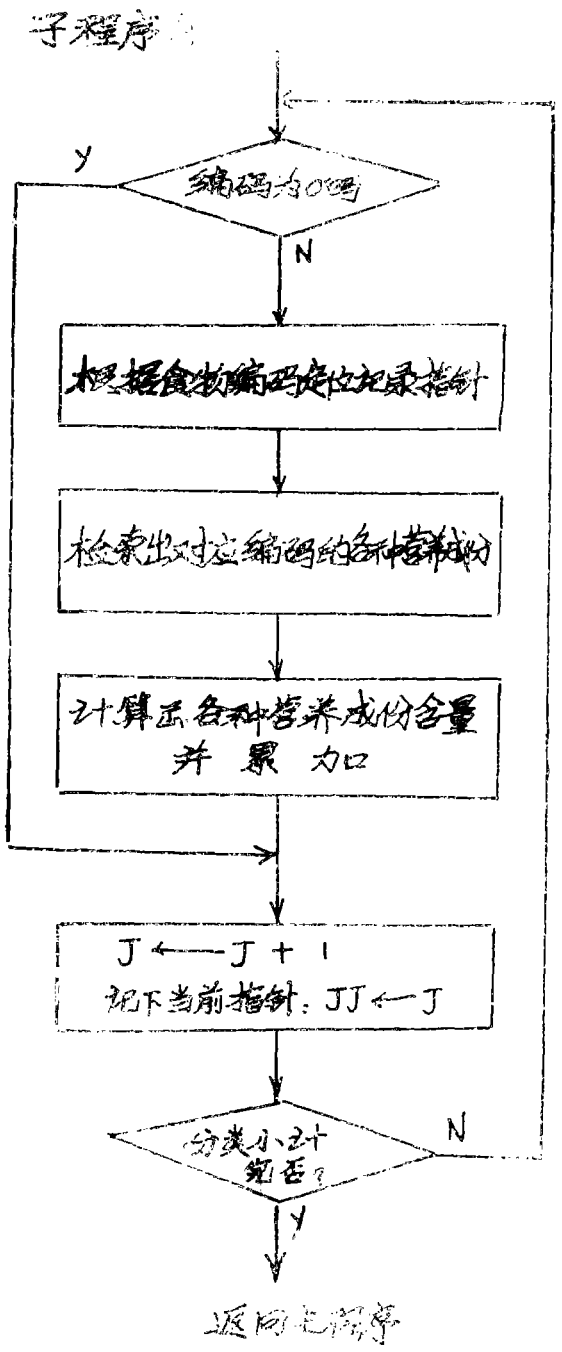 子程序
Y
编码为0吗
N
根据食物编码定位记录指针
检索出对应编码的各种营养成份
计算出各种营养成份含量
并 累 加
J ← J + 1
记下当前指针: JJ ← J
分类小计
完否?
N
Y
返回主程序